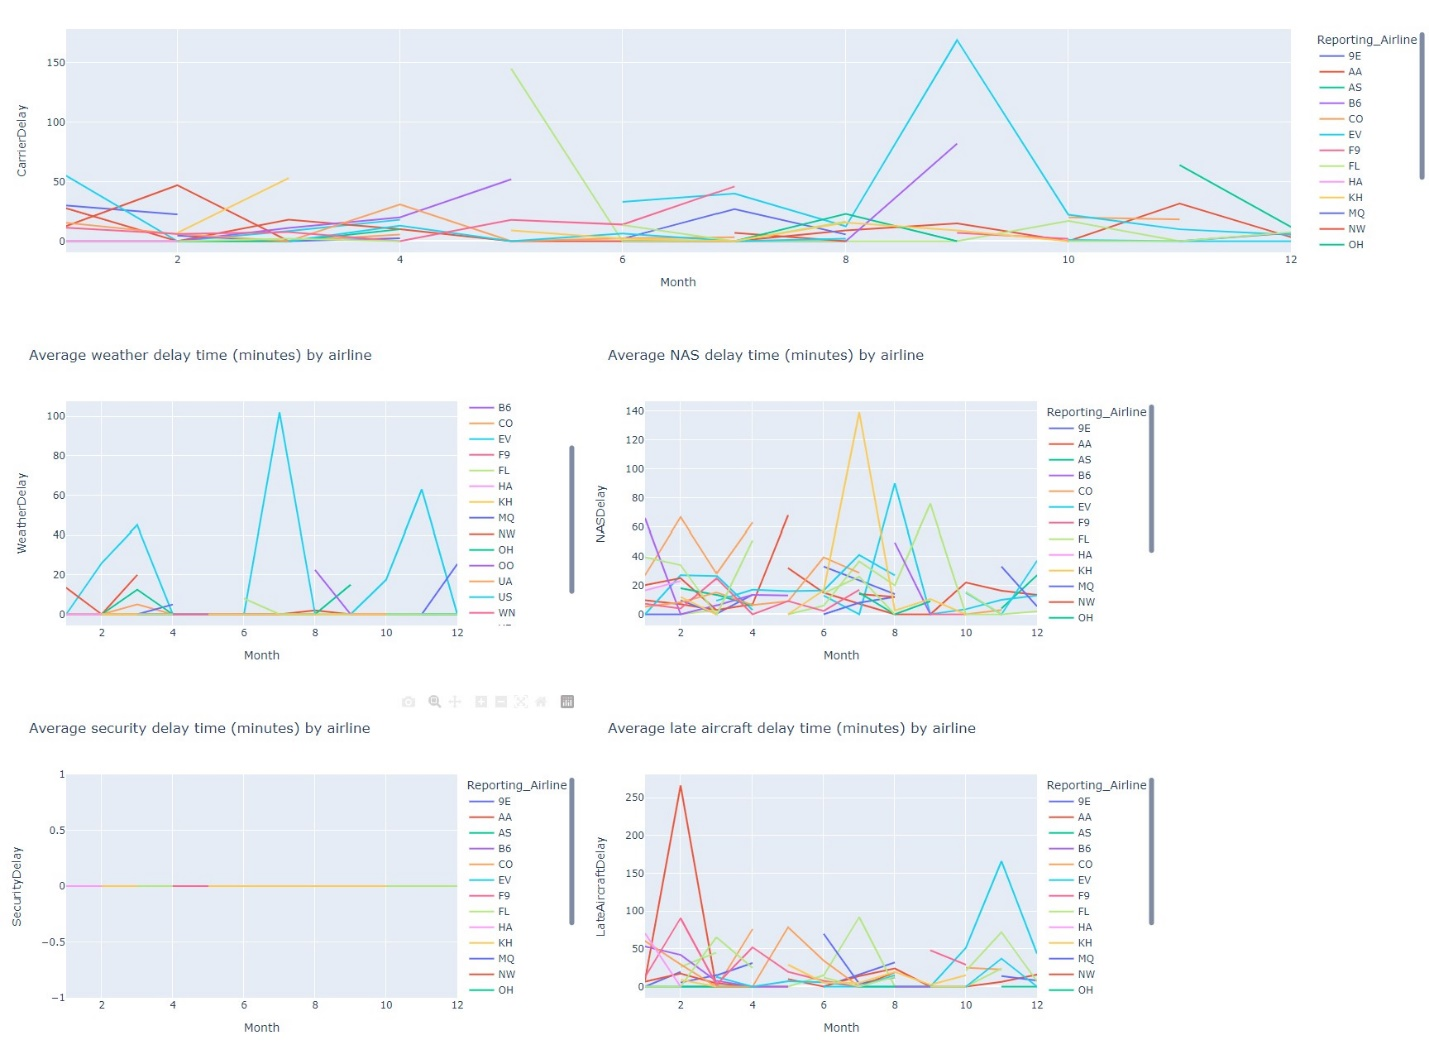 150
100
50
0
CarrierDelay
2
4
6
8
10
12
Month
Reporting_Airline
9E
AA
AS
B6
CO
EV
F9
FL
HA
KH
MQ
NW
OH
Average weather delay time (minutes) by airline
100
80
60
40
20
0
WeatherDelay
2
4
6
8
10
12
Month
B6
CO
EV
F9
FL
HA
KH
MQ
NW
OH
OO
UA
US
WN
Average NAS delay time (minutes) by airline
140
120
100
80
60
40
20
0
NASDelay
2
4
6
8
10
12
Month
Reporting_Airline
9E
AA
AS
B6
CO
EV
F9
FL
HA
KH
MQ
NW
OH
Average security delay time (minutes) by airline
1
0.5
0
−0.5
−1
SecurityDelay
2
4
6
8
10
12
Month
Reporting_Airline
9E
AA
AS
B6
CO
EV
F9
FL
HA
KH
MQ
NW
OH
Average late aircraft delay time (minutes) by airline
250
200
150
100
50
0
LateAircraftDelay
2
4
6
8
10
12
Month
Reporting_Airline
9E
AA
AS
B6
CO
EV
F9
FL
HA
KH
MQ
NW
OH